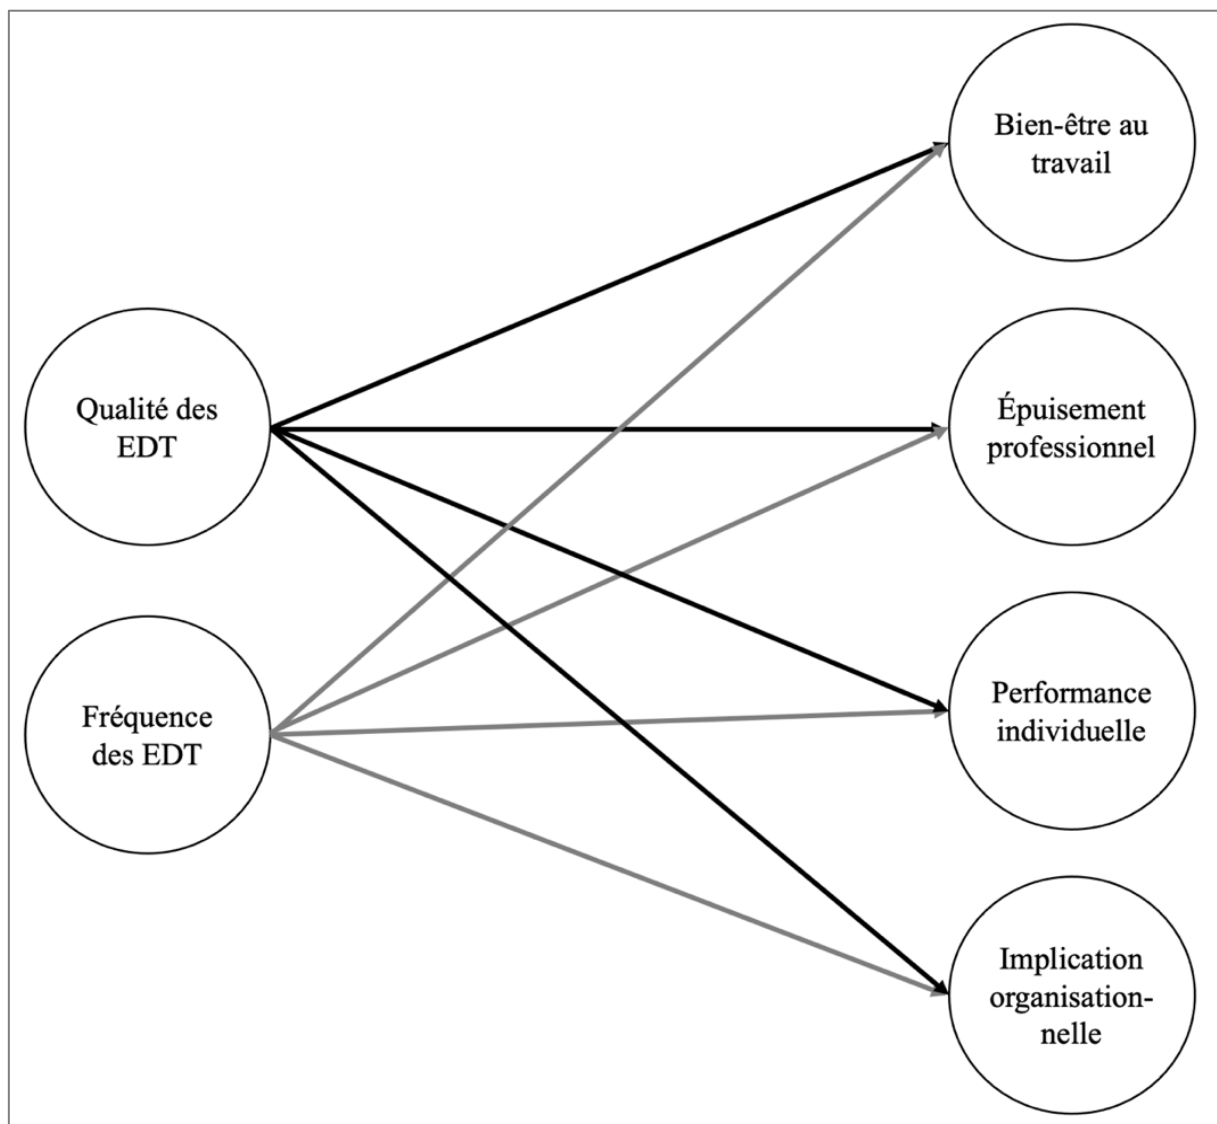 Bien-être au
travail
Qualité des
EDT
Épuisement
professionnel
Fréquence
des EDT
Performance
individuelle
Implication
organisation-
nelle